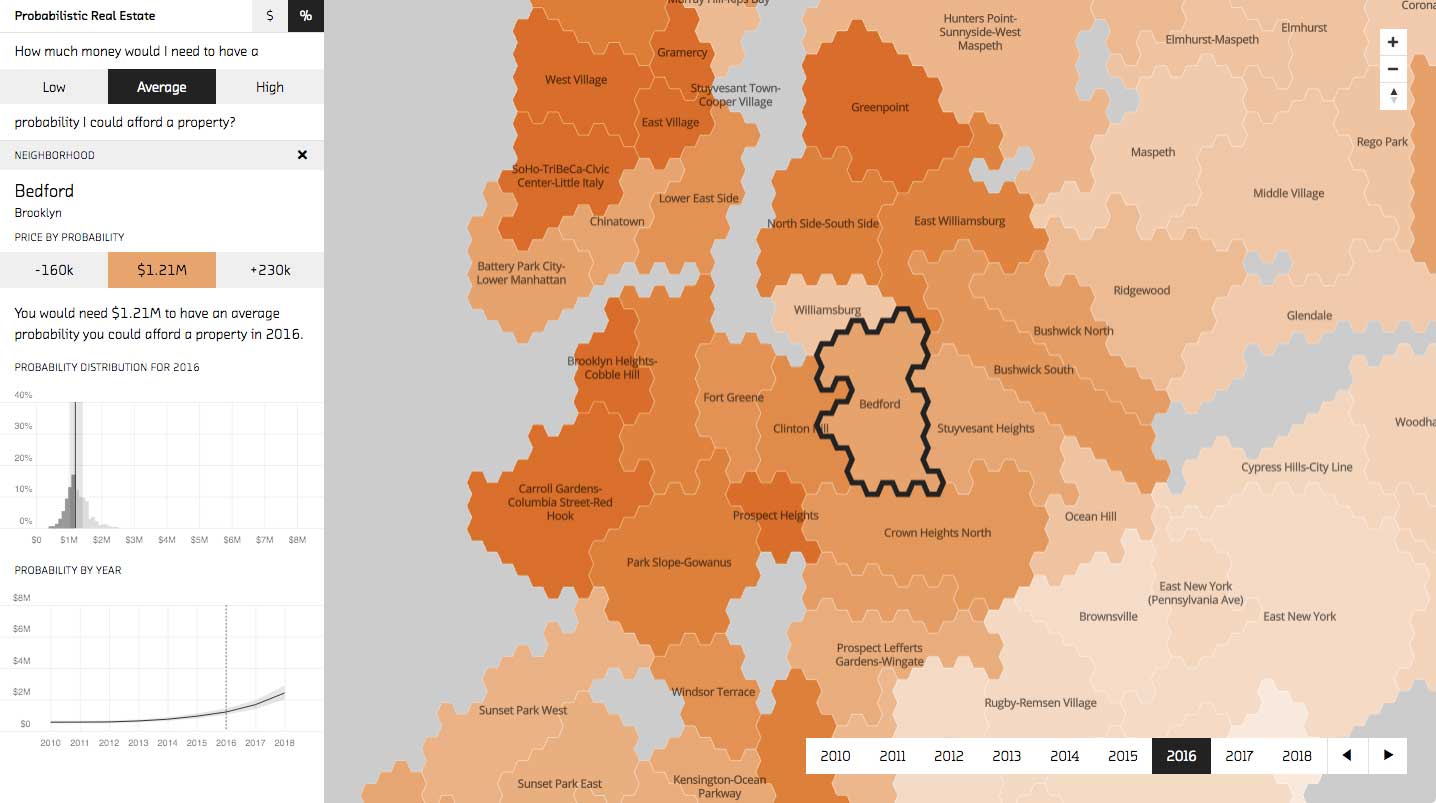 Probabilistic Real Estate
$
%
How much money would I need to have a
Low
Average
High
probability I could afford a property?
NEIGHBORHOOD
Bedford
Brooklyn
PRICE BY PROBABILITY
-160k
$1.21M
+230k
You would need $1.21M to have an average
probability you could afford a property in 2016.
PROBABILITY DISTRIBUTION FOR 2016
40%
30%
20%
10%
0%
$0 $1M $2M $3M $4M $5M $6M $7M $8M
PROBABILITY BY YEAR
$8M
$6M
$4M
$2M
$0
2010 2011 2012 2013 2014 2015 2016 2017 2018
Murray Hill-Kips Bay
Gramercy
West Village
Stuyvesant Town-
Cooper Village
East Village
SoHo-TriBeCa-Civic
Center-Little Italy
Lower East Side
Chinatown
Battery Park City-
Lower Manhattan
Hunters Point-
Sunnyside-West
Maspeth
Elmhurst-Maspeth
Elmhurst
Corona
Greenpoint
Maspeth
Rego Park
Middle Village
North Side-South Side
East Williamsburg
Ridgewood
Glendale
Williamsburg
Bushwick North
Bushwick South
Brooklyn Heights-
Cobble Hill
Fort Greene
Bedford
Clinton Hill
Stuyvesant Heights
Woodha
Cypress Hills-City Line
Carroll Gardens-
Columbia Street-Red
Hook
Prospect Heights
Ocean Hill
Crown Heights North
Park Slope-Gowanus
East New York
(Pennsylvania Ave)
Brownsville
East New York
Prospect Lefferts
Gardens-Wingate
Windsor Terrace
Rugby-Remsen Village
Sunset Park West
Sunset Park East
Kensington-Ocean
Parkway
2010 2011 2012 2013 2014 2015 2016 2017 2018